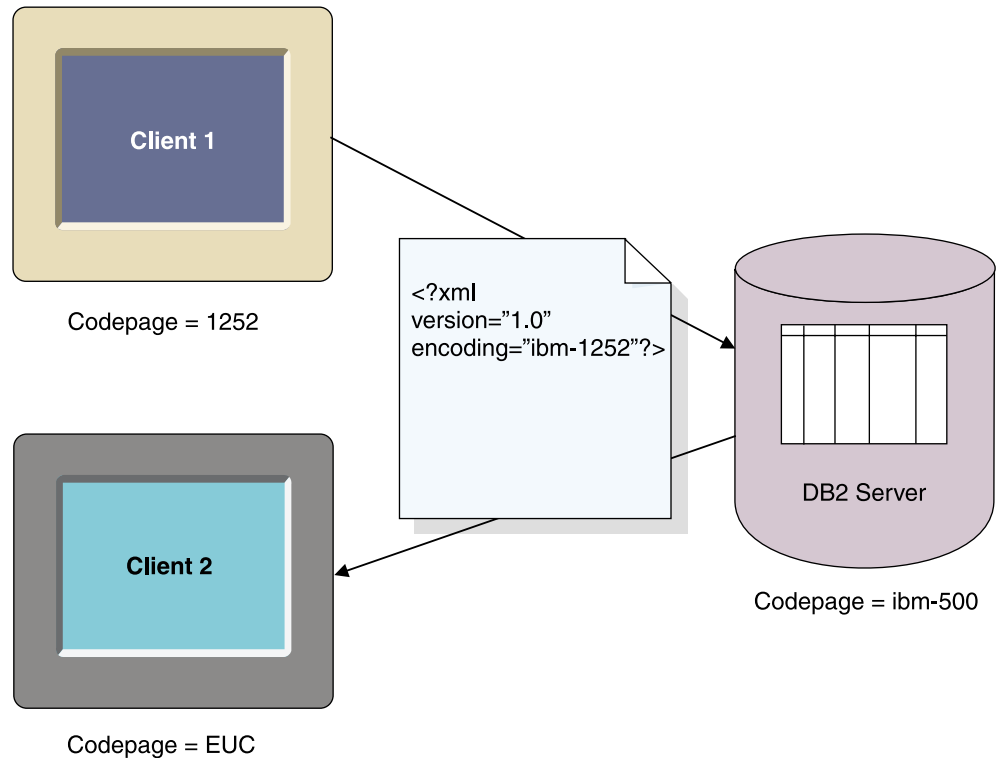 Client 1
Codepage = 1252
<?xml
version=”1.0”
encoding=”ibm-1252”?>
DB2 Server
Codepage = ibm-500
Client 2
Codepage = EUC